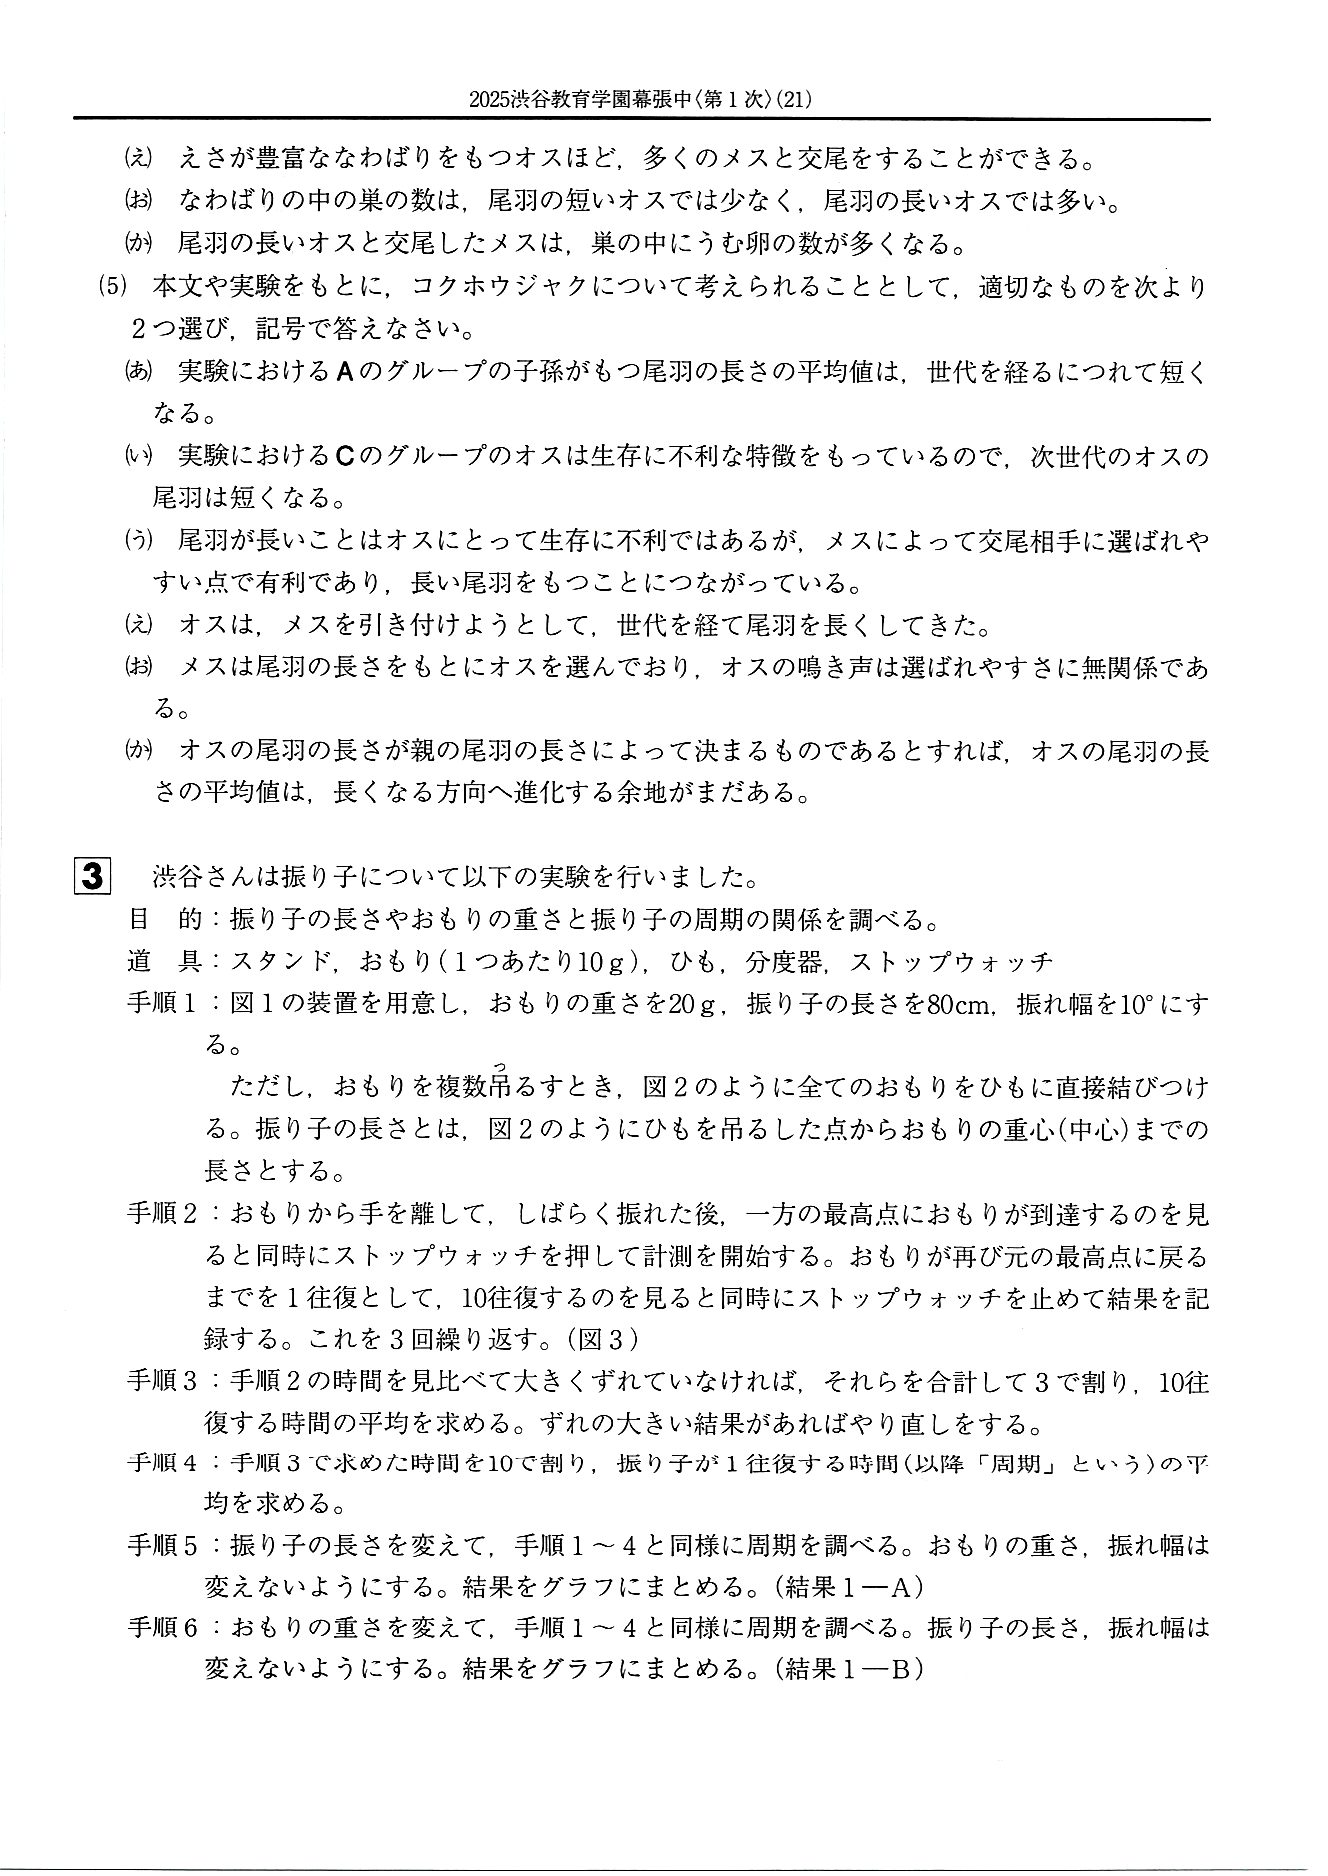 2025渋谷教育学園幕張中〈第1次〉(21)
(え) えさが豊富ななわばりをもつオスほど，多くのメスと交尾をすることができる。
(お) なわばりの中の巣の数は，尾羽の短いオスでは少なく，尾羽の長いオスでは多い。
(か) 尾羽の長いオスと交尾したメスは，巣の中にうむ卵の数が多くなる。
(5) 本文や実験をもとに，コクホウジャクについて考えられることとして，適切なものを次より
２つ選び，記号で答えなさい。
(あ) 実験におけるAのグループの子孫がもつ尾羽の長さの平均値は，世代を経るにつれて短く
なる。
(い) 実験におけるCのグループのオスは生存に不利な特徴をもっているので，次世代のオスの
尾羽は短くなる。
(う) 尾羽が長いことはオスにとって生存に不利ではあるが，メスによって交尾相手に選ばれや
すい点で有利であり，長い尾羽をもつことにつながっている。
(え) オスは，メスを引き付けようとして，世代を経て尾羽を長くしてきた。
(お) メスは尾羽の長さをもとにオスを選んでおり，オスの鳴き声は選ばれやすさに無関係であ
る。
(か) オスの尾羽の長さが親の尾羽の長さによって決まるものであるとすれば，オスの尾羽の長
さの平均値は，長くなる方向へ進化する余地がまだある。
3 渋谷さんは振り子について以下の実験を行いました。
目　的：振り子の長さやおもりの重さと振り子の周期の関係を調べる。
道　具：スタンド，おもり(１つあたり10ｇ)，ひも，分度器，ストップウォッチ
手順１：図１の装置を用意し，おもりの重さを20ｇ，振り子の長さを80cm，振れ幅を10°にす
る。
ただし，おもりを複数吊(つ)るすとき，図２のように全てのおもりをひもに直接結びつけ
る。振り子の長さとは，図２のようにひもを吊るした点からおもりの重心(中心)までの
長さとする。
手順２：おもりから手を離して，しばらく振れた後，一方の最高点におもりが到達するのを見
ると同時にストップウォッチを押して計測を開始する。おもりが再び元の最高点に戻る
までを１往復として，10往復するのを見ると同時にストップウォッチを止めて結果を記
録する。これを３回繰り返す。(図３)
手順３：手順２の時間を見比べて大きくずれていなければ，それらを合計して３で割り，10往
復する時間の平均を求める。ずれの大きい結果があればやり直しをする。
手順４：手順３で求めた時間を10で割り，振り子が１往復する時間(以降「周期」という)の平
均を求める。
手順５：振り子の長さを変えて，手順１～４と同様に周期を調べる。おもりの重さ，振れ幅は
変えないようにする。結果をグラフにまとめる。(結果１―A)
手順６：おもりの重さを変えて，手順１～４と同様に周期を調べる。振り子の長さ，振れ幅は
変えないようにする。結果をグラフにまとめる。(結果１―B)